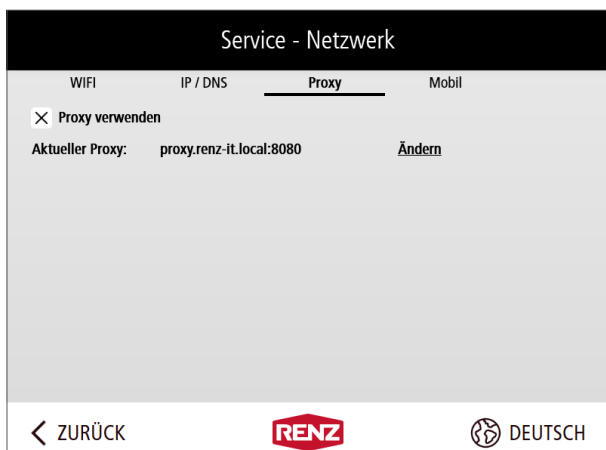 Service - Netzwerk
WIFI IP / DNS Proxy Mobil
Proxy verwenden
Aktueller Proxy: proxy.renz-it.local:8080 Ändern
ZURÜCK RENZ DEUTSCH